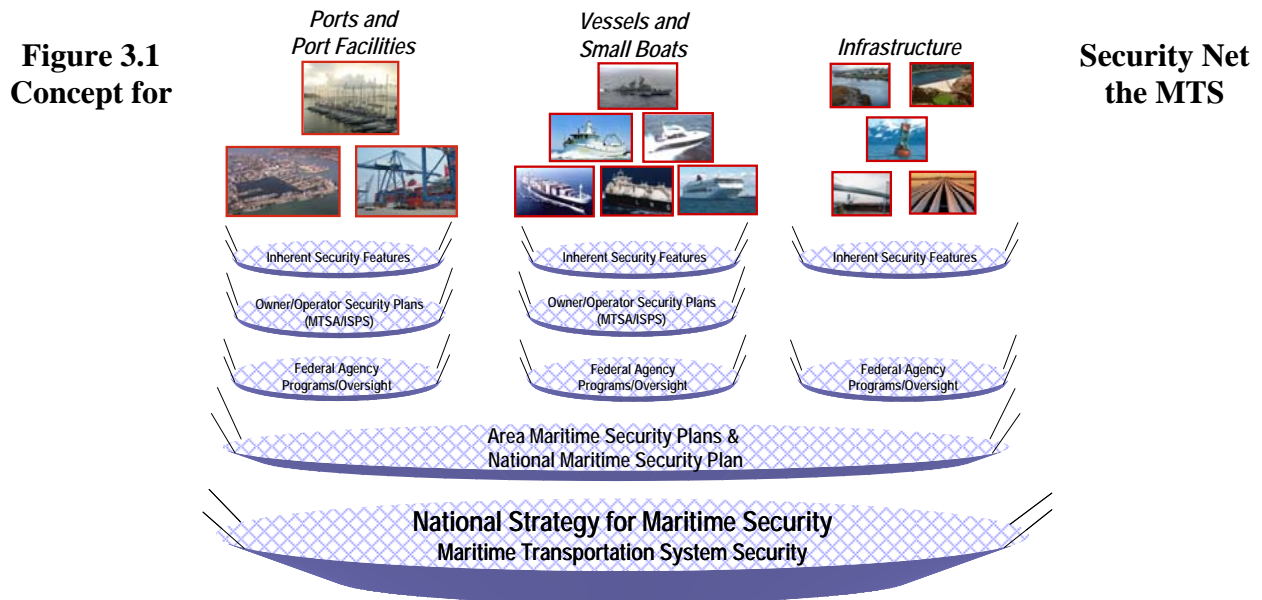 Figure 3.1
Concept for
Security Net
the MTS
Ports and
Port Facilities
Vessels and
Small Boats
Infrastructure
Inherent Security Features
Inherent Security Features
Inherent Security Features
Owner/Operator Security Plans
(MTSA/ISPS)
Owner/Operator Security Plans
(MTSA/ISPS)
Federal Agency
Programs/Oversight
Federal Agency
Programs/Oversight
Federal Agency
Programs/Oversight
Area Maritime Security Plans &
National Maritime Security Plan
National Strategy for Maritime Security
Maritime Transportation System Security